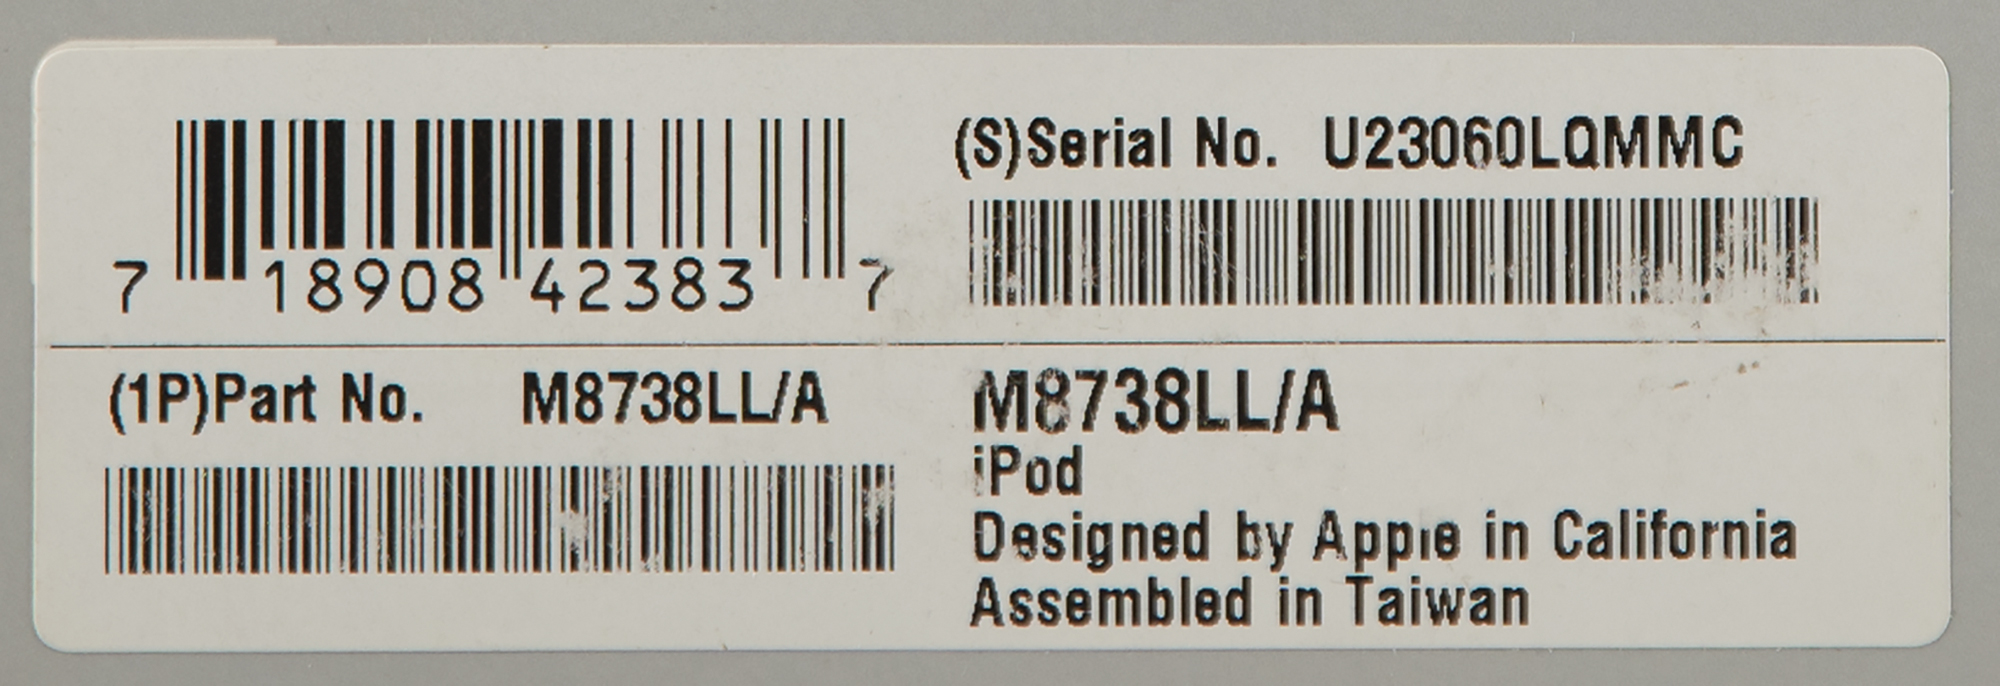 7 18908 42383 7
(S)Serial No. U23060LQMMC
(1P)Part No. M8738LL/A
M8738LL/A
iPod
Designed by Apple in California
Assembled in Taiwan